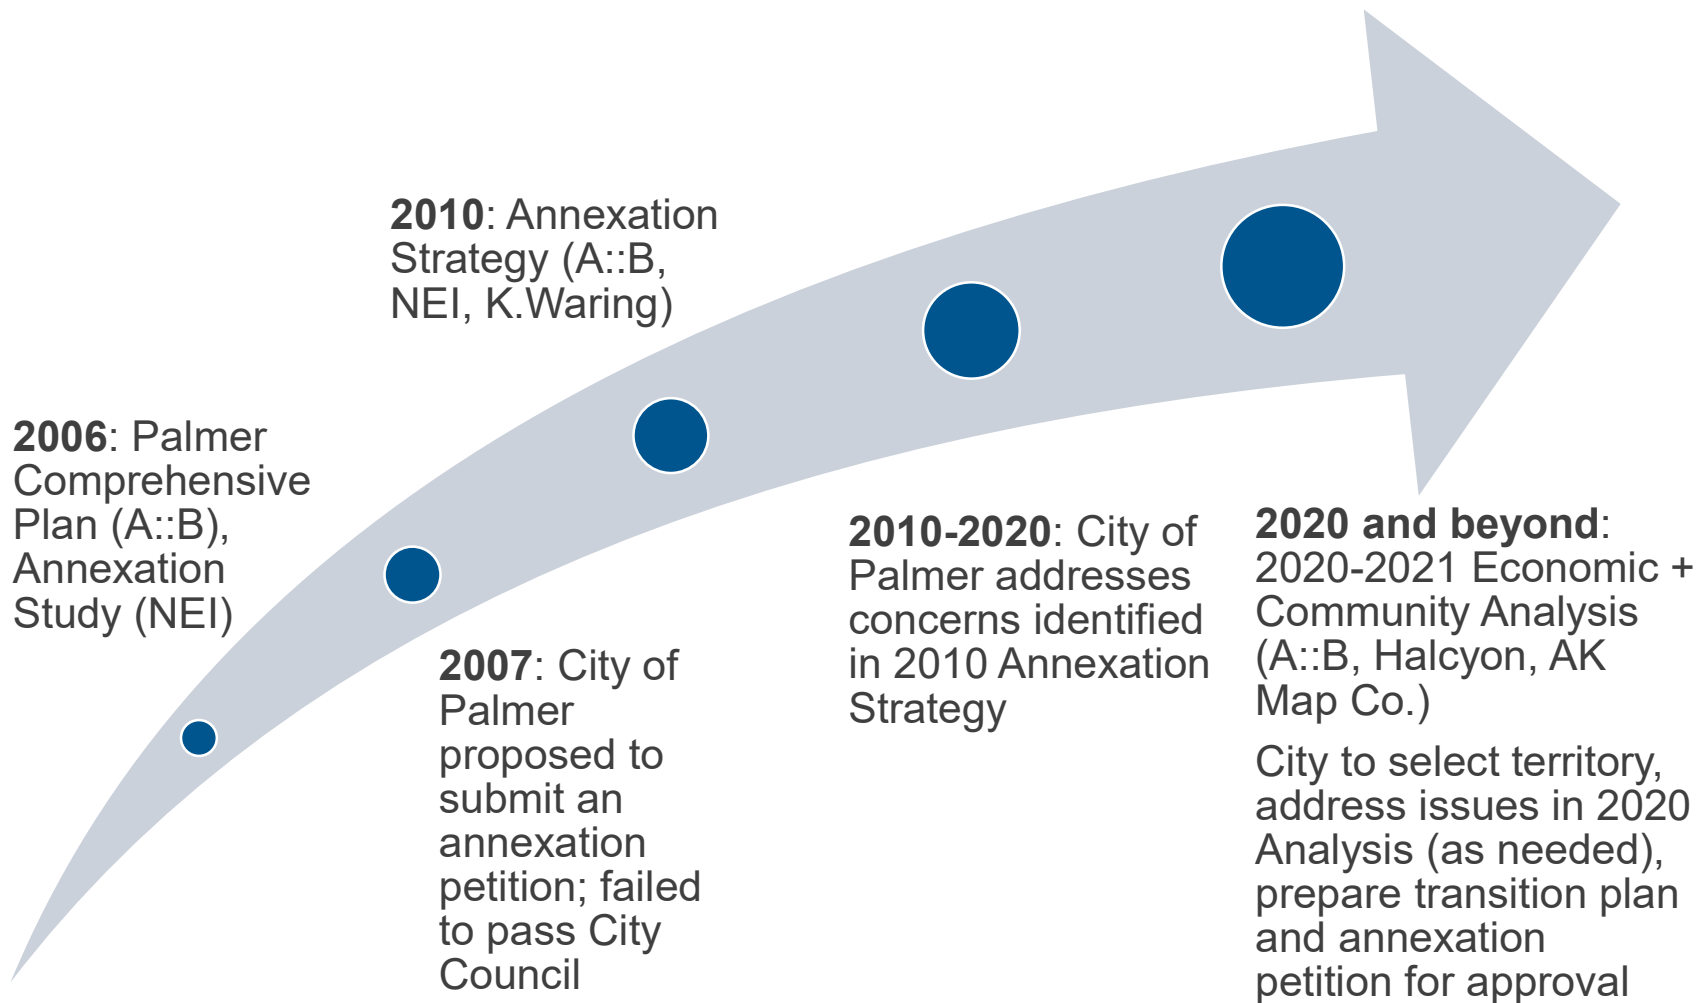 2006: Palmer
Comprehensive
Plan (A::B),
Annexation
Study (NEI)
2007: City of
Palmer
proposed to
submit an
annexation
petition; failed
to pass City
Council
2010: Annexation
Strategy (A::B,
NEI, K.Waring)
2010-2020: City of
Palmer addresses
concerns identified
in 2010 Annexation
Strategy
2020 and beyond:
2020-2021 Economic +
Community Analysis
(A::B, Halcyon, AK
Map Co.)
City to select territory,
address issues in 2020
Analysis (as needed),
prepare transition plan
and annexation
petition for approval